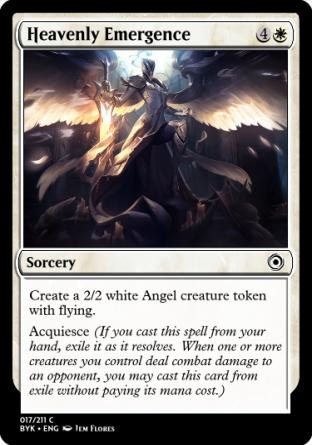 Heavenly Emergence 4
Sorcery
Create a 2/2 white Angel creature token
with flying.
Acquiesce (If you cast this spell from your
hand, exile it as it resolves. When one or more
creatures you control deal combat damage to
an opponent, you may cast this card from
exile without paying its mana cost.)
017/211 C
BYK • ENG Jem Flores